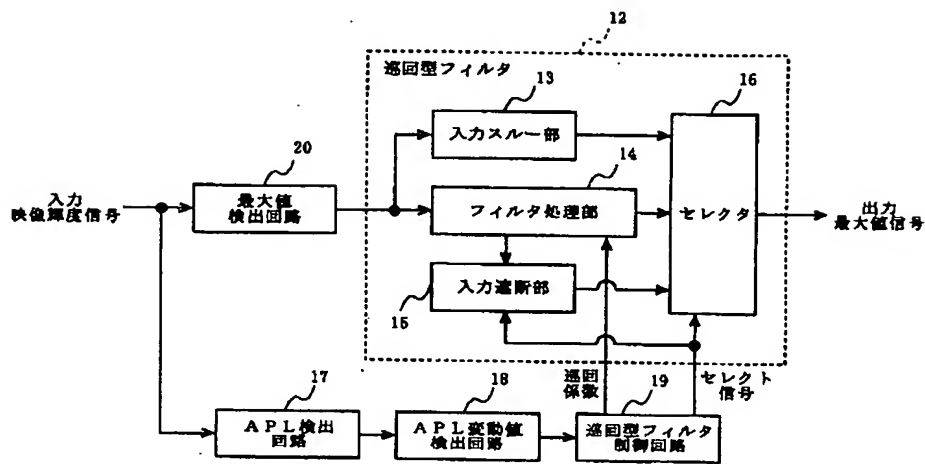 12
巡回型フィルタ
13
16
入力スルー部
14
20
入力
映像輝度信号
最大値
検出回路
フィルタ処理部
セレクタ
出力
最大値信号
入力遮断部
15
巡回
係数
セレクト
信号
17
18
19
APL検出
回路
APL変動値
検出回路
巡回型フィルタ
制御回路